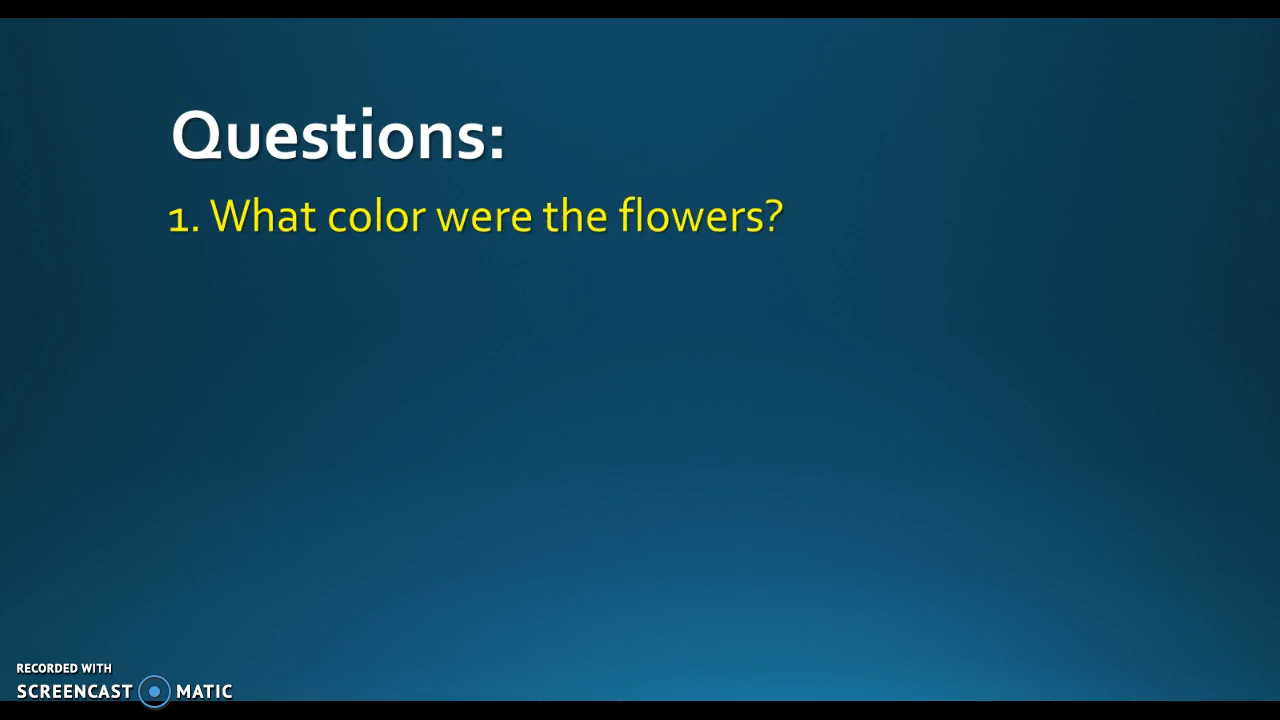 Questions:
1. What color were the flowers?
RECORDED WITH
SCREENCAST MATIC